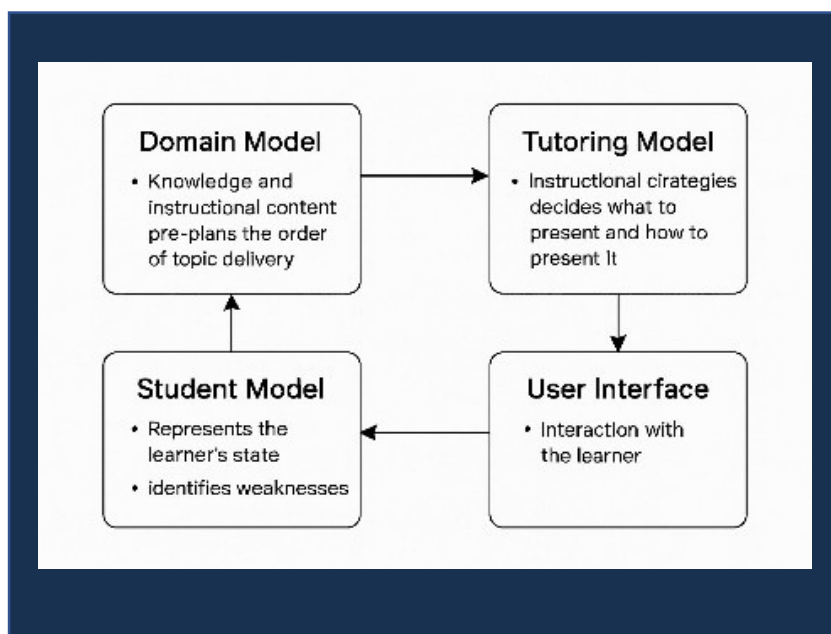 Domain Model
• Knowledge and
instructional content
pre-plans the order
of topic delivery
Tutoring Model
• Instructional cirategies
decides what to
present and how to
present It
Student Model
• Represents the
learner's state
• identifies weaknesses
User Interface
• Interaction with
the learner